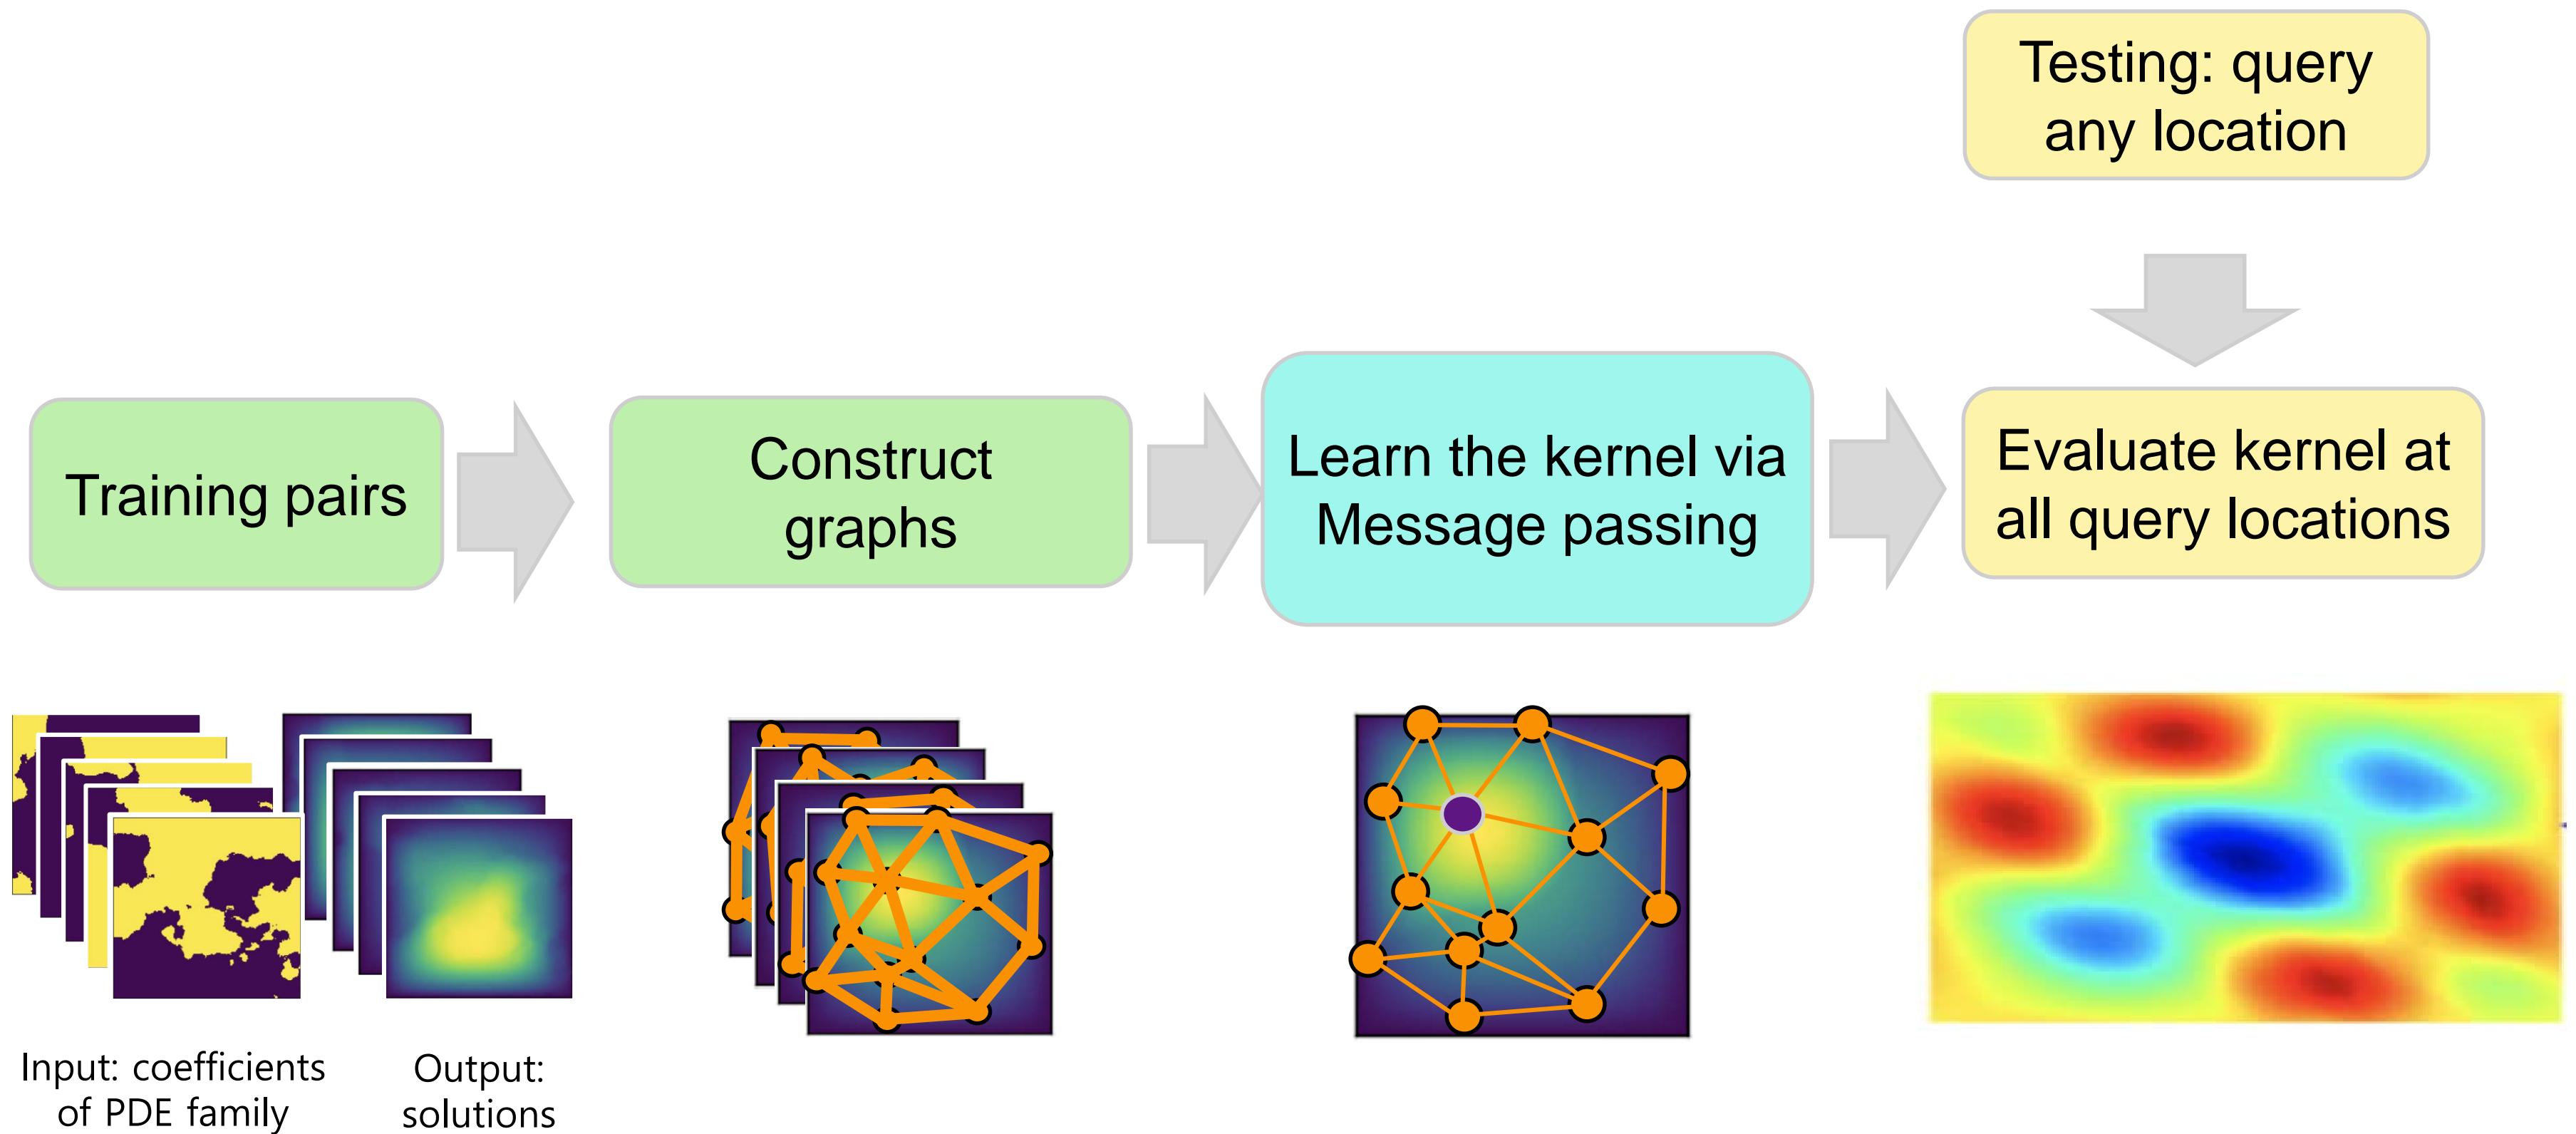 Testing: query
any location
Training pairs
Construct
graphs
Learn the kernel via
Message passing
Evaluate kernel at
all query locations
Input: coefficients
of PDE family
Output:
solutions